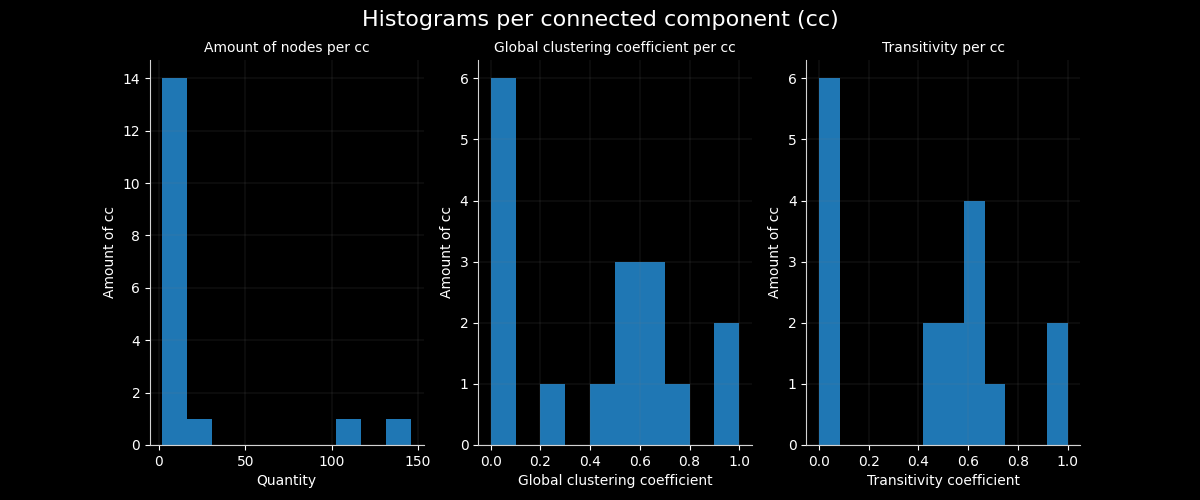 Histograms per connected component (cc)
Amount of nodes per cc
14
12
10
8
6
4
2
0
0 50 100 150
Amount of cc
Quantity
Global clustering coefficient per cc
6
5
4
3
2
1
0
0.0 0.2 0.4 0.6 0.8 1.0
Amount of cc
Global clustering coefficient
Transitivity per cc
6
5
4
3
2
1
0
0.0 0.2 0.4 0.6 0.8 1.0
Amount of cc
Transitivity coefficient